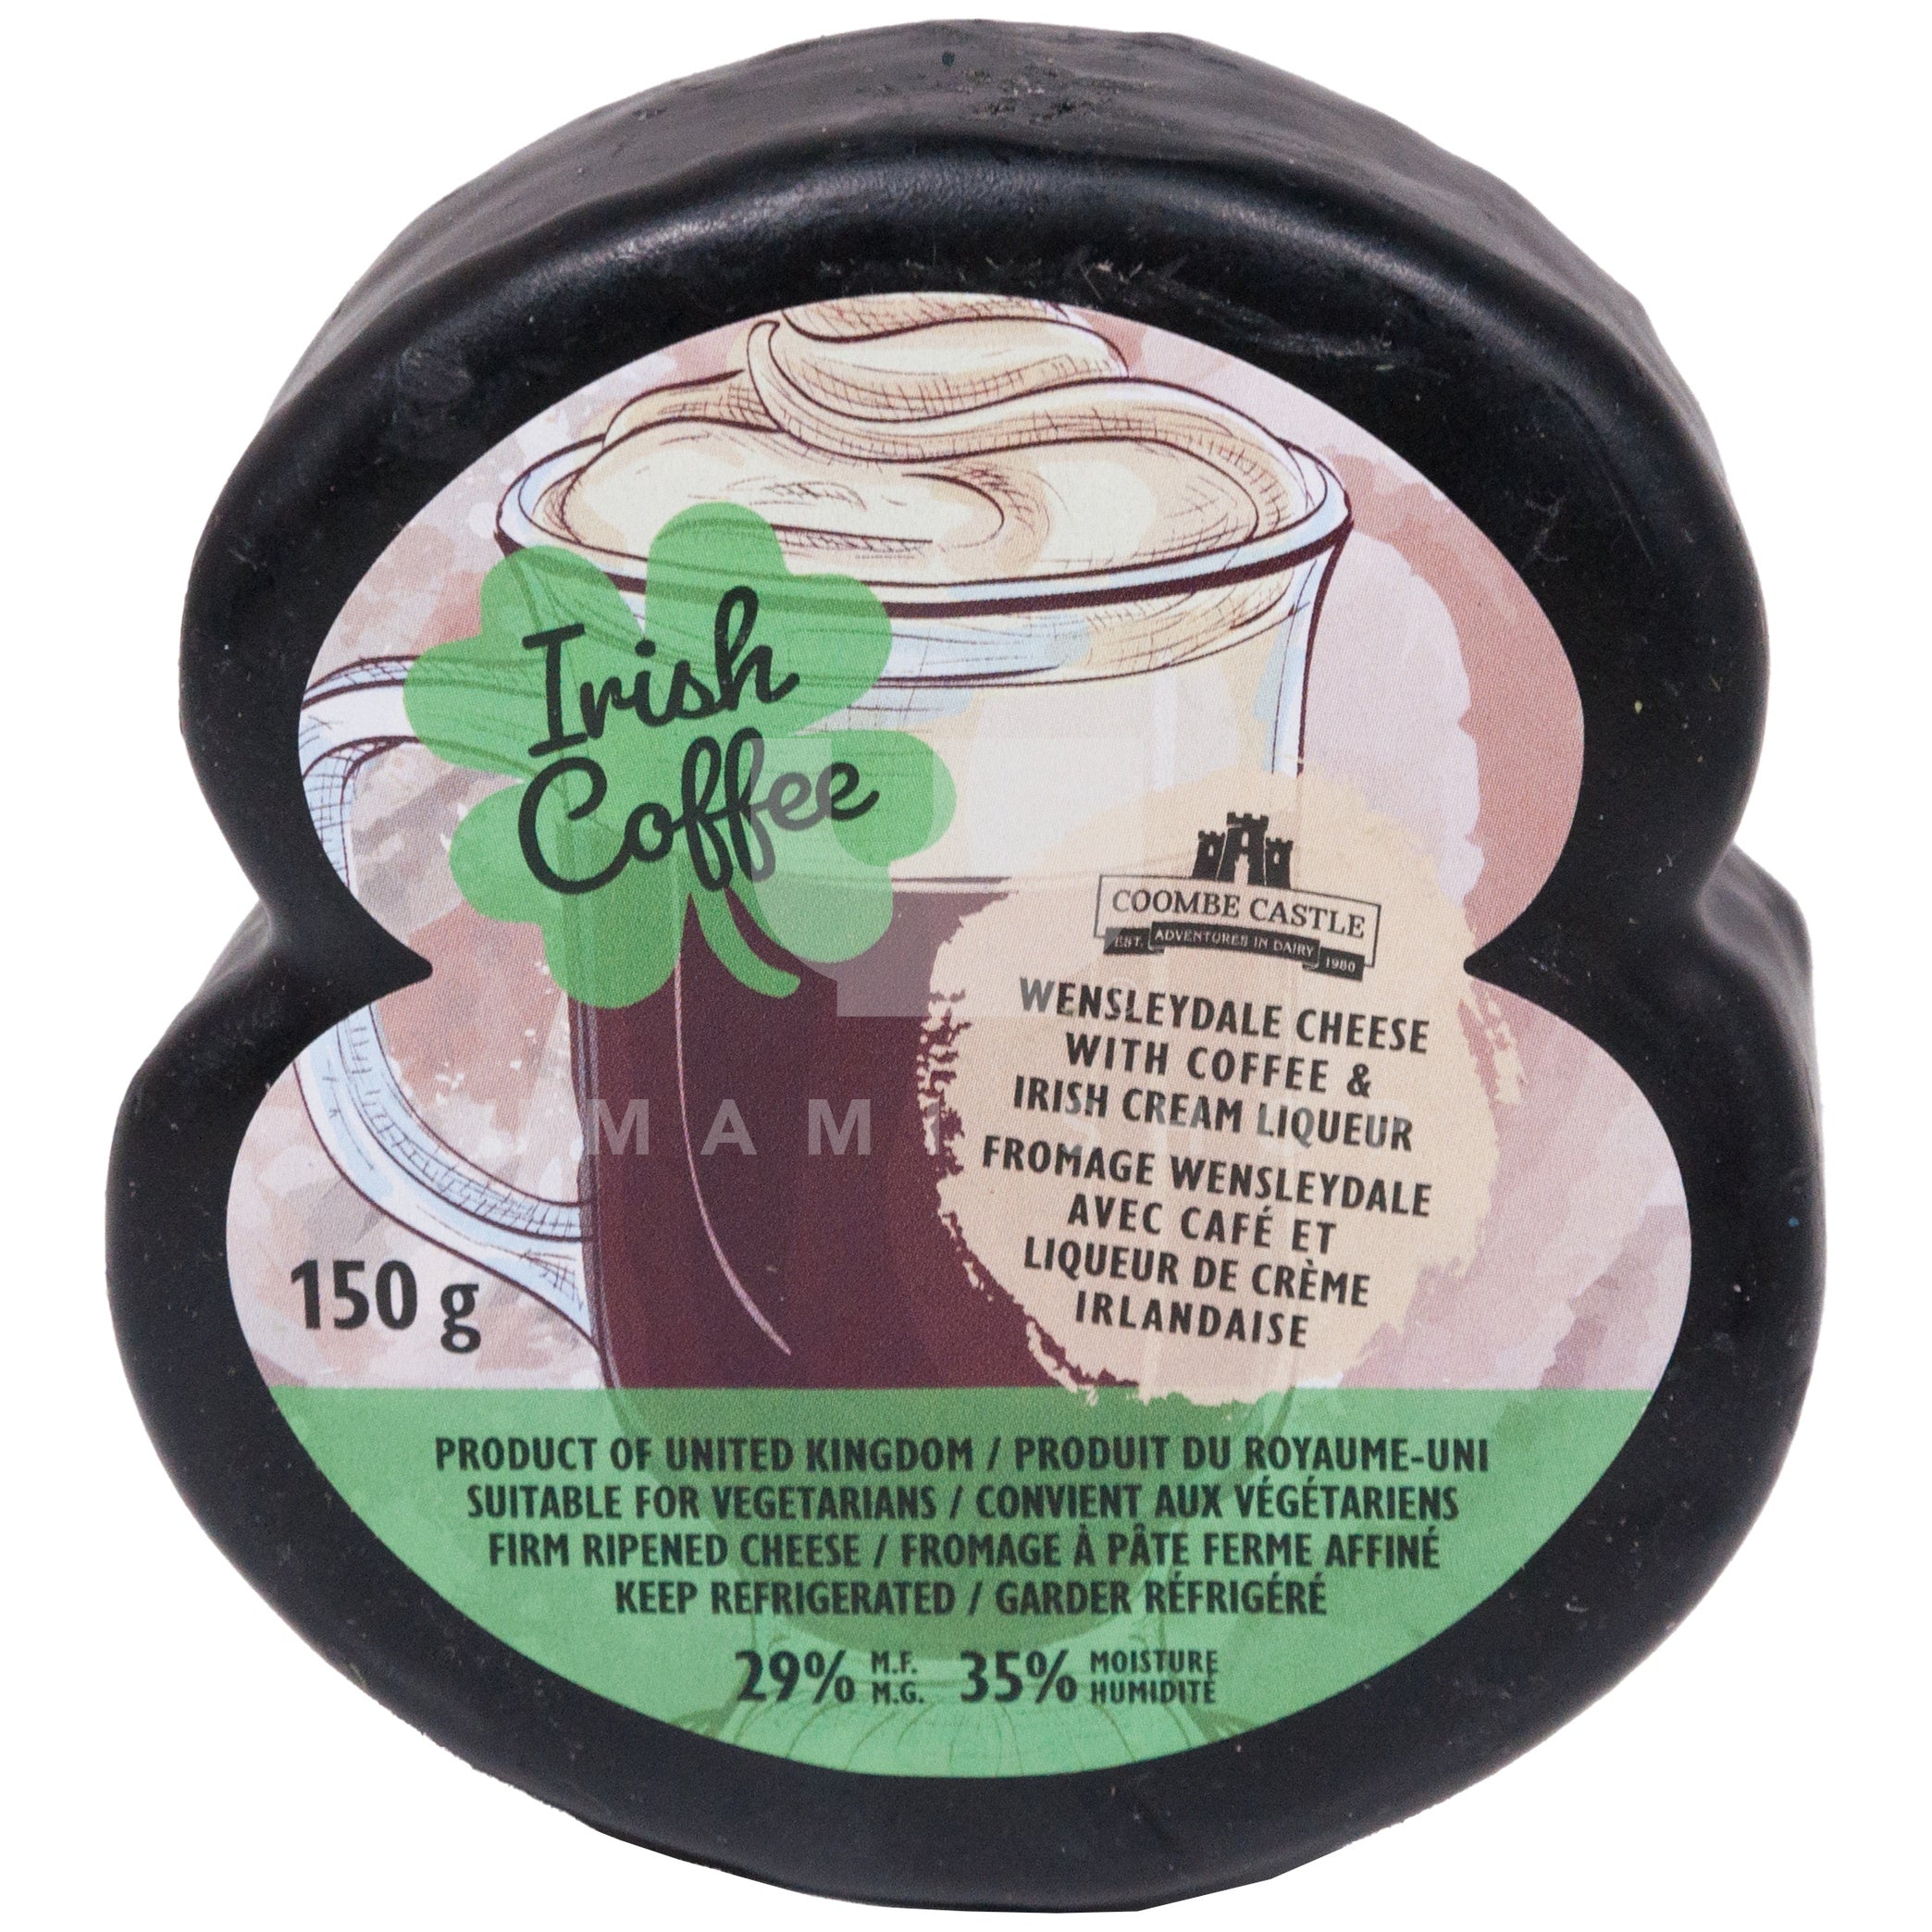 Irish
Coffee
COOMBE CASTLE
EST. ADVENTURES IN DAIRY 1980
WENSLEYDALE CHEESE
WITH COFFEE &
IRISH CREAM LIQUEUR
FROMAGE WENSLEYDALE
AVEC CAFÉ ET
LIQUEUR DE CRÈME
IRLANDAISE
150 g
PRODUCT OF UNITED KINGDOM / PRODUIT DU ROYAUME-UNI
SUITABLE FOR VEGETARIANS / CONVIENT AUX VÉGÉTARIENS
FIRM RIPENED CHEESE / FROMAGE À PÂTE FERME AFFINÉ
KEEP REFRIGERATED / GARDER RÉFRIGÉRÉ
29% M.F. 35% MOISTURE
M.G. HUMIDITÉ